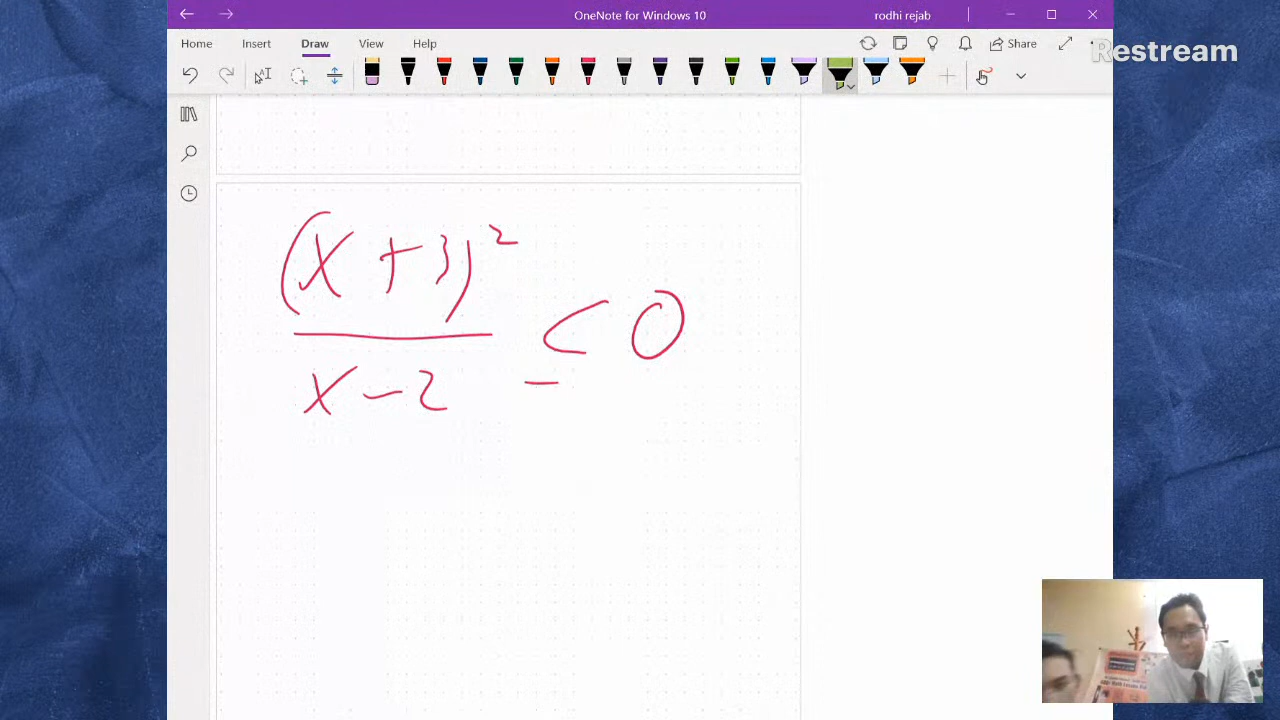 OneNote for Windows 10
rodhi rejab
Home Insert Draw View Help
Share
Restream
(x + 3)²
x - 2
≤ 0